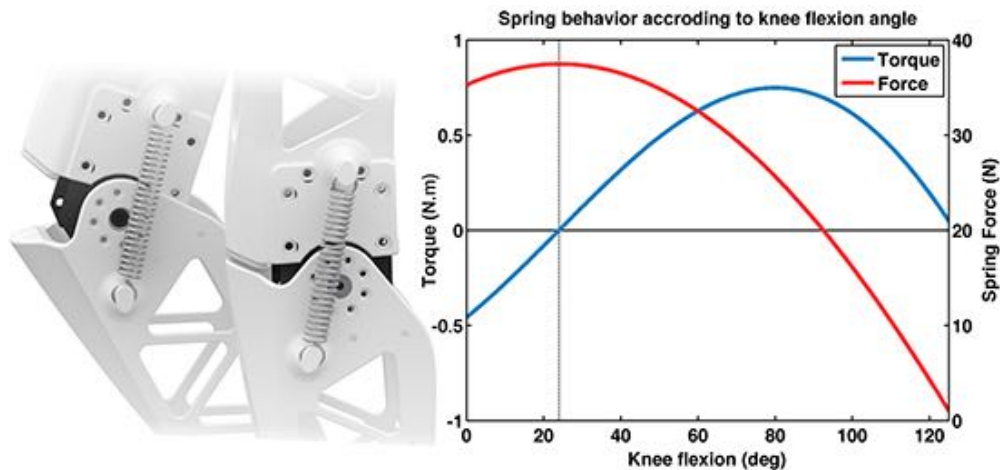 Spring behavior accroding to knee flexion angle
Torque
Force
Torque (N.m)
1
0.5
0
-0.5
-1
Spring Force (N)
40
30
20
10
0
0 20 40 60 80 100 120
Knee flexion (deg)